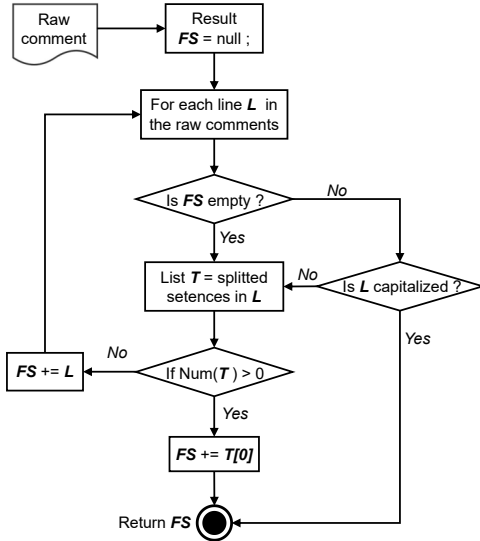 Raw
comment
Result
FS = null ;
For each line L in
the raw comments
Is FS empty ?
No
Yes
List T = splitted
setences in L
No
Is L capitalized ?
Yes
FS += L
No
If Num(T ) > 0
Yes
FS += T[0]
Return FS